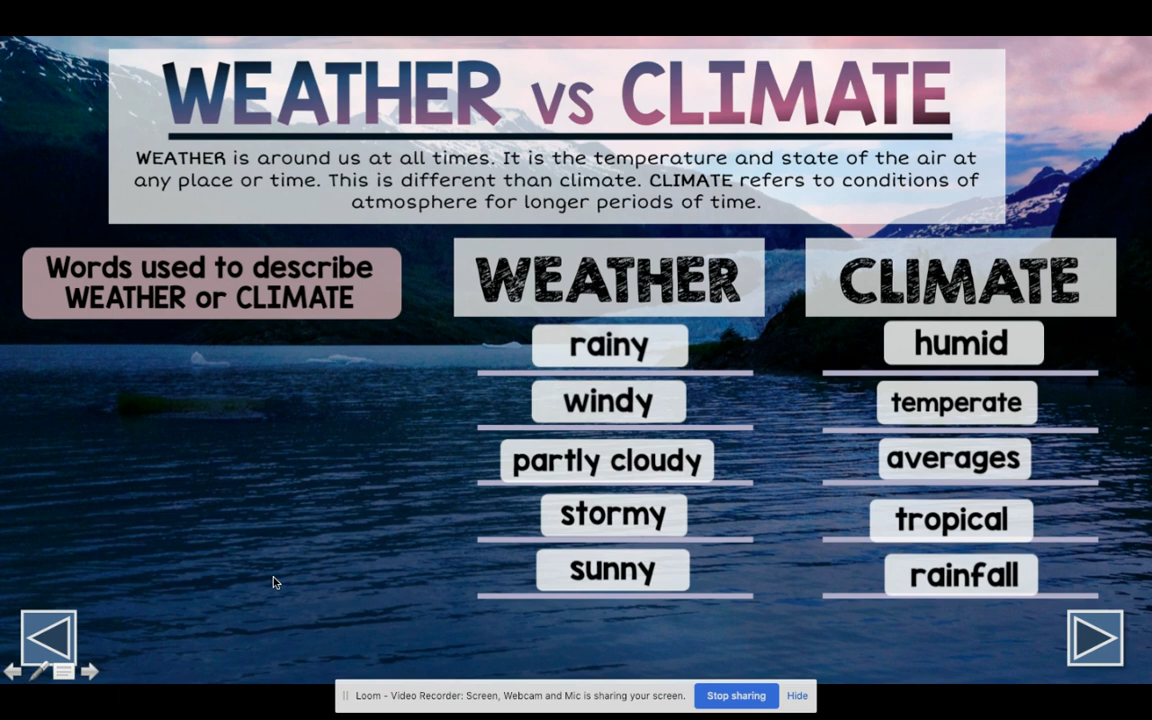 WEATHER vs CLIMATE
WEATHER is around us at all times. It is the temperature and state of the air at
any place or time. This is different than climate. CLIMATE refers to conditions of
atmosphere for longer periods of time.
Words used to describe
WEATHER or CLIMATE
WEATHER
rainy
windy
partly cloudy
stormy
sunny
CLIMATE
humid
temperate
averages
tropical
rainfall
Loom - Video Recorder: Screen, Webcam and Mic is sharing your screen.
Stop sharing
Hide